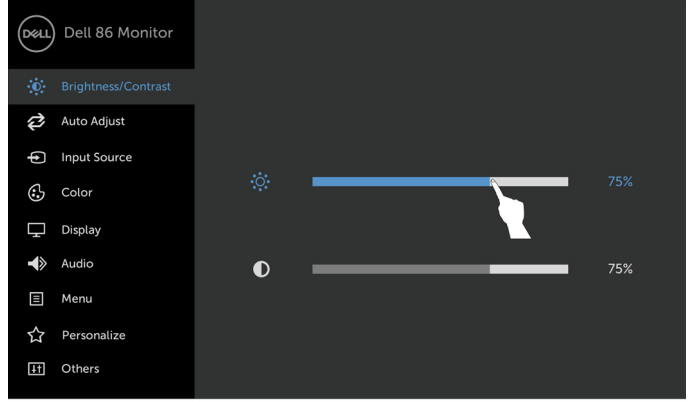 DELL
Dell 86 Monitor
Brightness/Contrast
Auto Adjust
Input Source
Color
Display
Audio
Menu
Personalize
Others
75%
75%